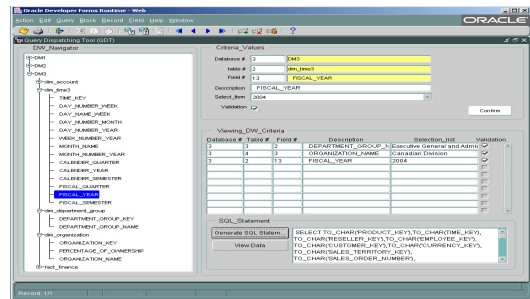 Oracle Developer Forms Runtime - Web
Action Edit Query Block Record Field Help Window
ORACLE
Query Dispatching Tool (QDT)
DW_Navigator
DM1
DM2
DM3
dim_account
dim_time3
TIME_KEY
DAY_NUMBER_WEEK
DAY_NAME_WEEK
DAY_NUMBER_MONTH
DAY_NUMBER_YEAR
WEEK_NUMBER_YEAR
MONTH_NAME
MONTH_NUMBER_YEAR
CALENDER_QUARTER
CALENDER_YEAR
CALENDER_SEMESTER
FISCAL_QUARTER
FISCAL_YEAR
FISCAL_SEMESTER
dim_department_group
DEPARTMENT_GROUP_KEY
DEPARTMENT_GROUP_NAME
dim_organization
ORGANIZATION_KEY
PERCENTAGE_OF_OWNERSHIP
ORGANIZATION_NAME
fact_finance
Criteria_Values
Database # 3 DM3
table # 2 dim_time3
Field # 13 FISCAL_YEAR
Description FISCAL_YEAR
Select_item 2004
Validation
Confirm
Viewing_DW_Criteria
Database # Table # Field # Description Selection_list Validation
3 3 2 DEPARTMENT_GROUP_N Executive General and Admi
3 4 3 ORGANIZATION_NAME Canadian Division
3 2 13 FISCAL_YEAR 2004
SQL_Statement
Generate SQL Statem...
View Data
SELECT TO_CHAR(PRODUCT_KEY),TO_CHAR(TIME_KEY),
TO_CHAR(RESELLER_KEY),TO_CHAR(EMPLOYEE_KEY),
TO_CHAR(CUSTOMER_KEY),TO_CHAR(CURRENCY_KEY),
TO_CHAR(SALES_TERRITORY_KEY),
TO_CHAR(SALES_ORDER_NUMBER),
Record: 1/1